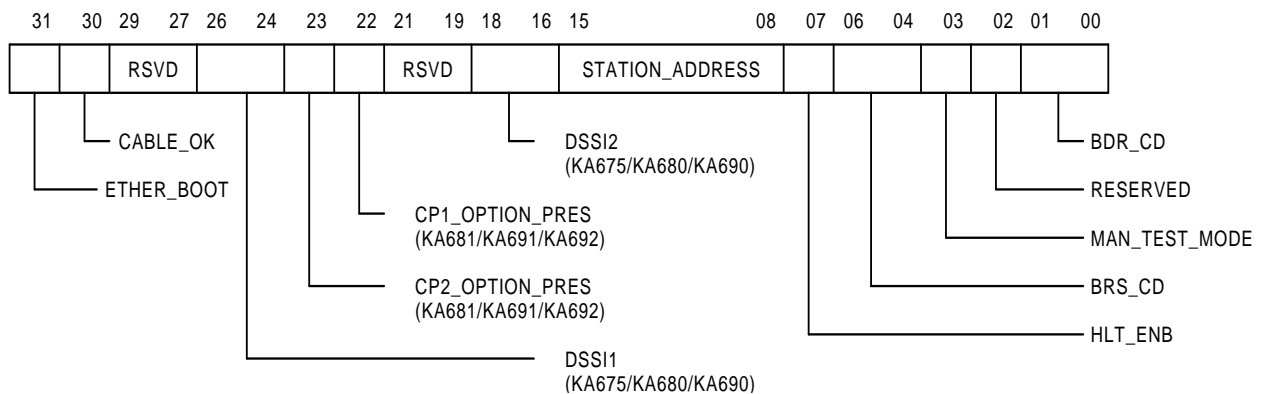 31 30 29 27 26 24 23 22 21 19 18 16 15 08 07 06 04 03 02 01 00
RSVD RSVD STATION_ADDRESS
CABLE_OK DSSI2 BDR_CD
(KA675/KA680/KA690)
ETHER_BOOT RESERVED
CP1_OPTION_PRES MAN_TEST_MODE
(KA681/KA691/KA692)
CP2_OPTION_PRES BRS_CD
(KA681/KA691/KA692)
HLT_ENB
DSSI1
(KA675/KA680/KA690)